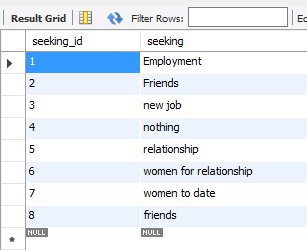 Result Grid Filter Rows: Ec
seeking_id seeking
1 Employment
2 Friends
3 new job
4 nothing
5 relationship
6 women for relationship
7 women to date
8 friends
NULL NULL